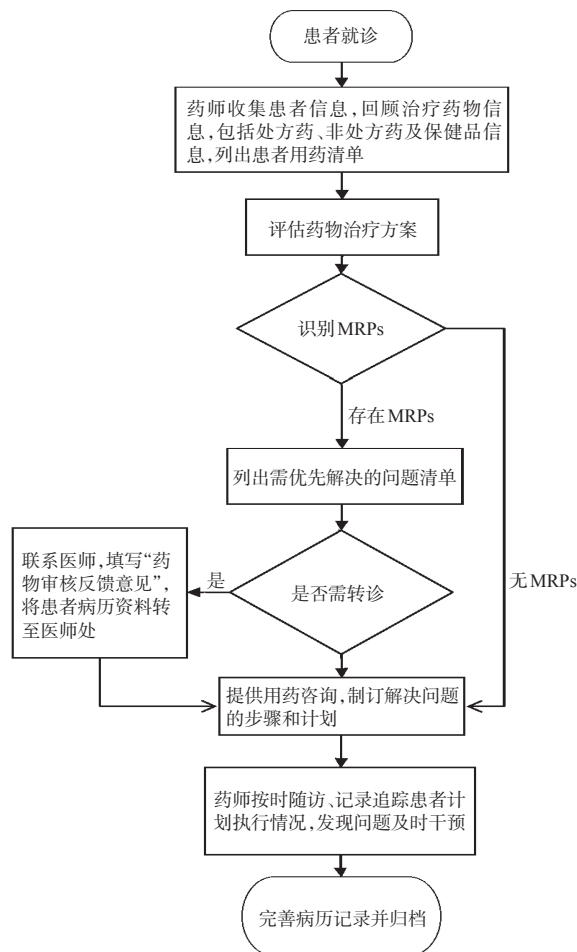 患者就诊
药师收集患者信息，回顾治疗药物信
息，包括处方药、非处方药及保健品信
息，列出患者用药清单
评估药物治疗方案
识别MRPs
存在MRPs
列出需优先解决的问题清单
联系医师，填写“药
物审核反馈意见”，
将患者病历资料转
至医师处
是
是否需转诊
无MRPs
提供用药咨询，制订解决问题
的步骤和计划
药师按时随访、记录追踪患者计
划执行情况，发现问题及时干预
完善病历记录并归档